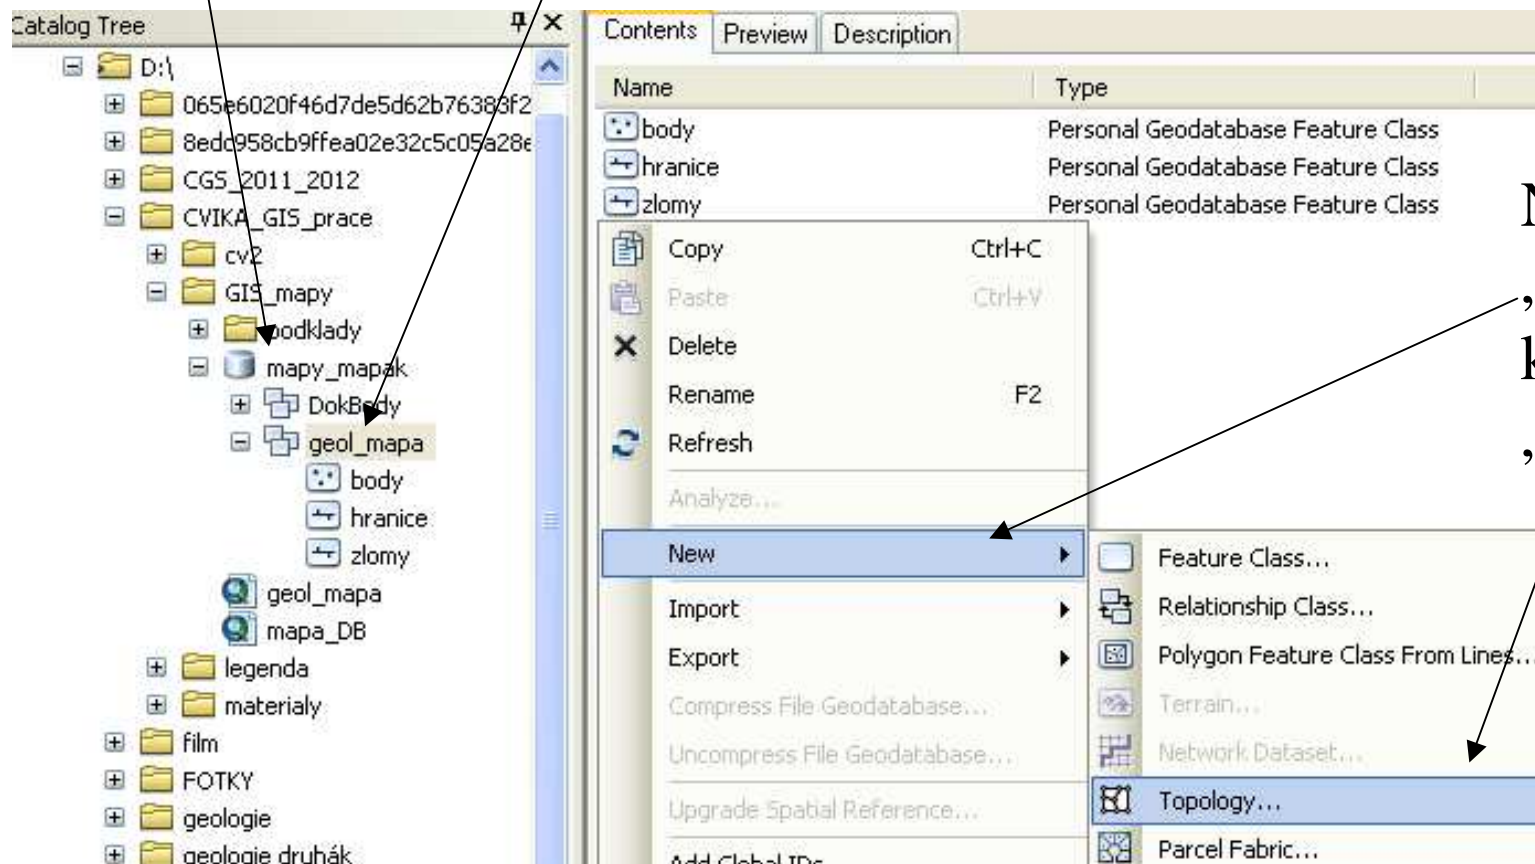 Catalog Tree
D:\
065e6020f46d7de5d62b76383f2
8edc958cb9ffea02e32c5c05a28e
CGS_2011_2012
CVIKA_GIS_prace
cv2
GIS_mapy
podklady
mapy_mapak
DokBody
geol_mapa
body
hranice
zlomy
geol_mapa
mapa_DB
legenda
materialy
film
FOTKY
geologie
geologie druhák
Contents Preview Description
Name Type
body Personal Geodatabase Feature Class
hranice Personal Geodatabase Feature Class
zlomy Personal Geodatabase Feature Class
Copy Ctrl+C
Paste Ctrl+V
Delete
Rename F2
Refresh
Analyze...
New
Import
Export
Compress File Geodatabase...
Uncompress File Geodatabase...
Upgrade Spatial Reference...
Add Global IDs
Feature Class...
Relationship Class...
Polygon Feature Class From Lines...
Terrain...
Network Dataset...
Topology...
Parcel Fabric...